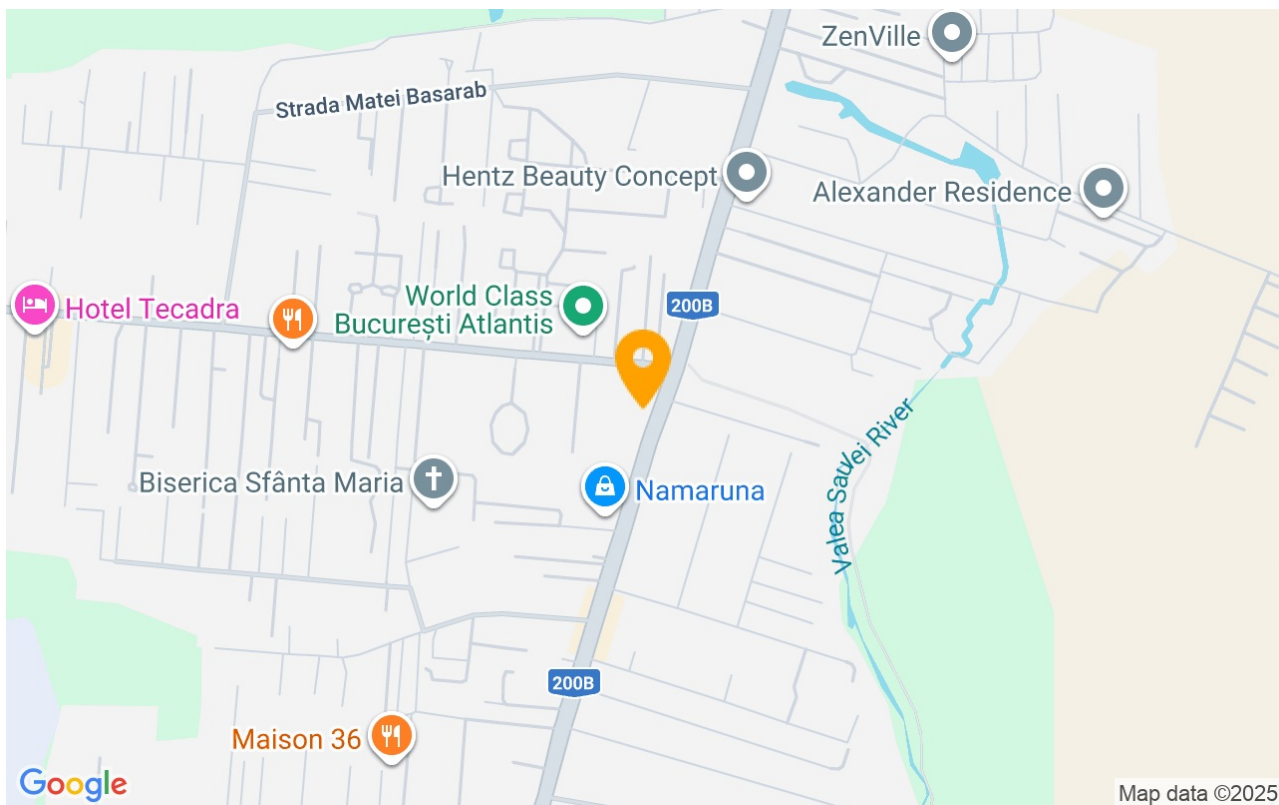 ZenVille
Strada Matei Basarab
Hentz Beauty Concept
Alexander Residence
World Class
București Atlantis
200B
Hotel Tecadra
Valea Saulei River
Biserica Sfânta Maria
Namaruna
200B
Maison 36
Google
Map data ©2025